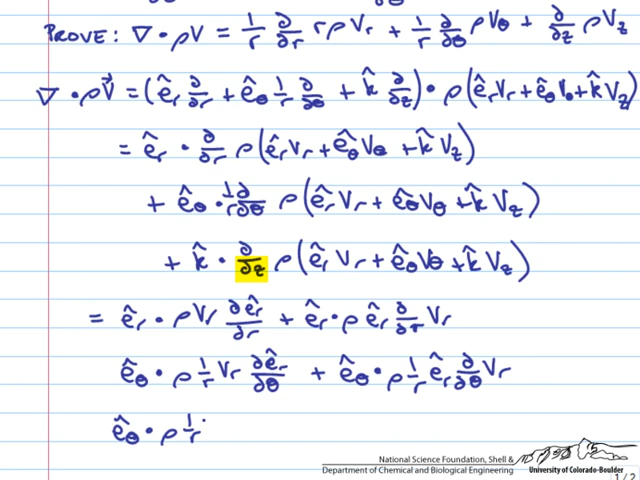 PROVE: ∇ · ρV = 1/r ∂/∂r rρVr + 1/r ∂/∂θ ρVθ + ∂/∂z ρVz
∇ · ρV⃗ = (êr ∂/∂r + êθ 1/r ∂/∂θ + k̂ ∂/∂z) · ρ(êrVr + êθVθ + k̂Vz)
= êr · ∂/∂r ρ(êrVr + êθVθ + k̂Vz)
+ êθ · 1/r ∂/∂θ ρ(êrVr + êθVθ + k̂Vz)
+ k̂ · ∂/∂z ρ(êrVr + êθVθ + k̂Vz)
= êr · ρVr ∂êr/∂r + êr · ρ êr ∂/∂r Vr
êθ · ρ 1/r Vr ∂êr/∂θ + êθ · ρ 1/r êr ∂/∂θ Vr
êθ · ρ 1/r
National Science Foundation, Shell &
Department of Chemical and Biological Engineering
University of Colorado-Boulder
1/2